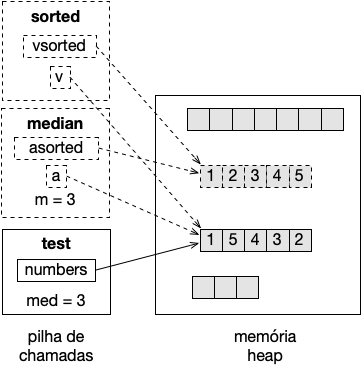 sorted
vsorted
v
median
asorted
a
m = 3
test
numbers
med = 3
pilha de
chamadas
1 2 3 4 5
1 5 4 3 2
memória
heap